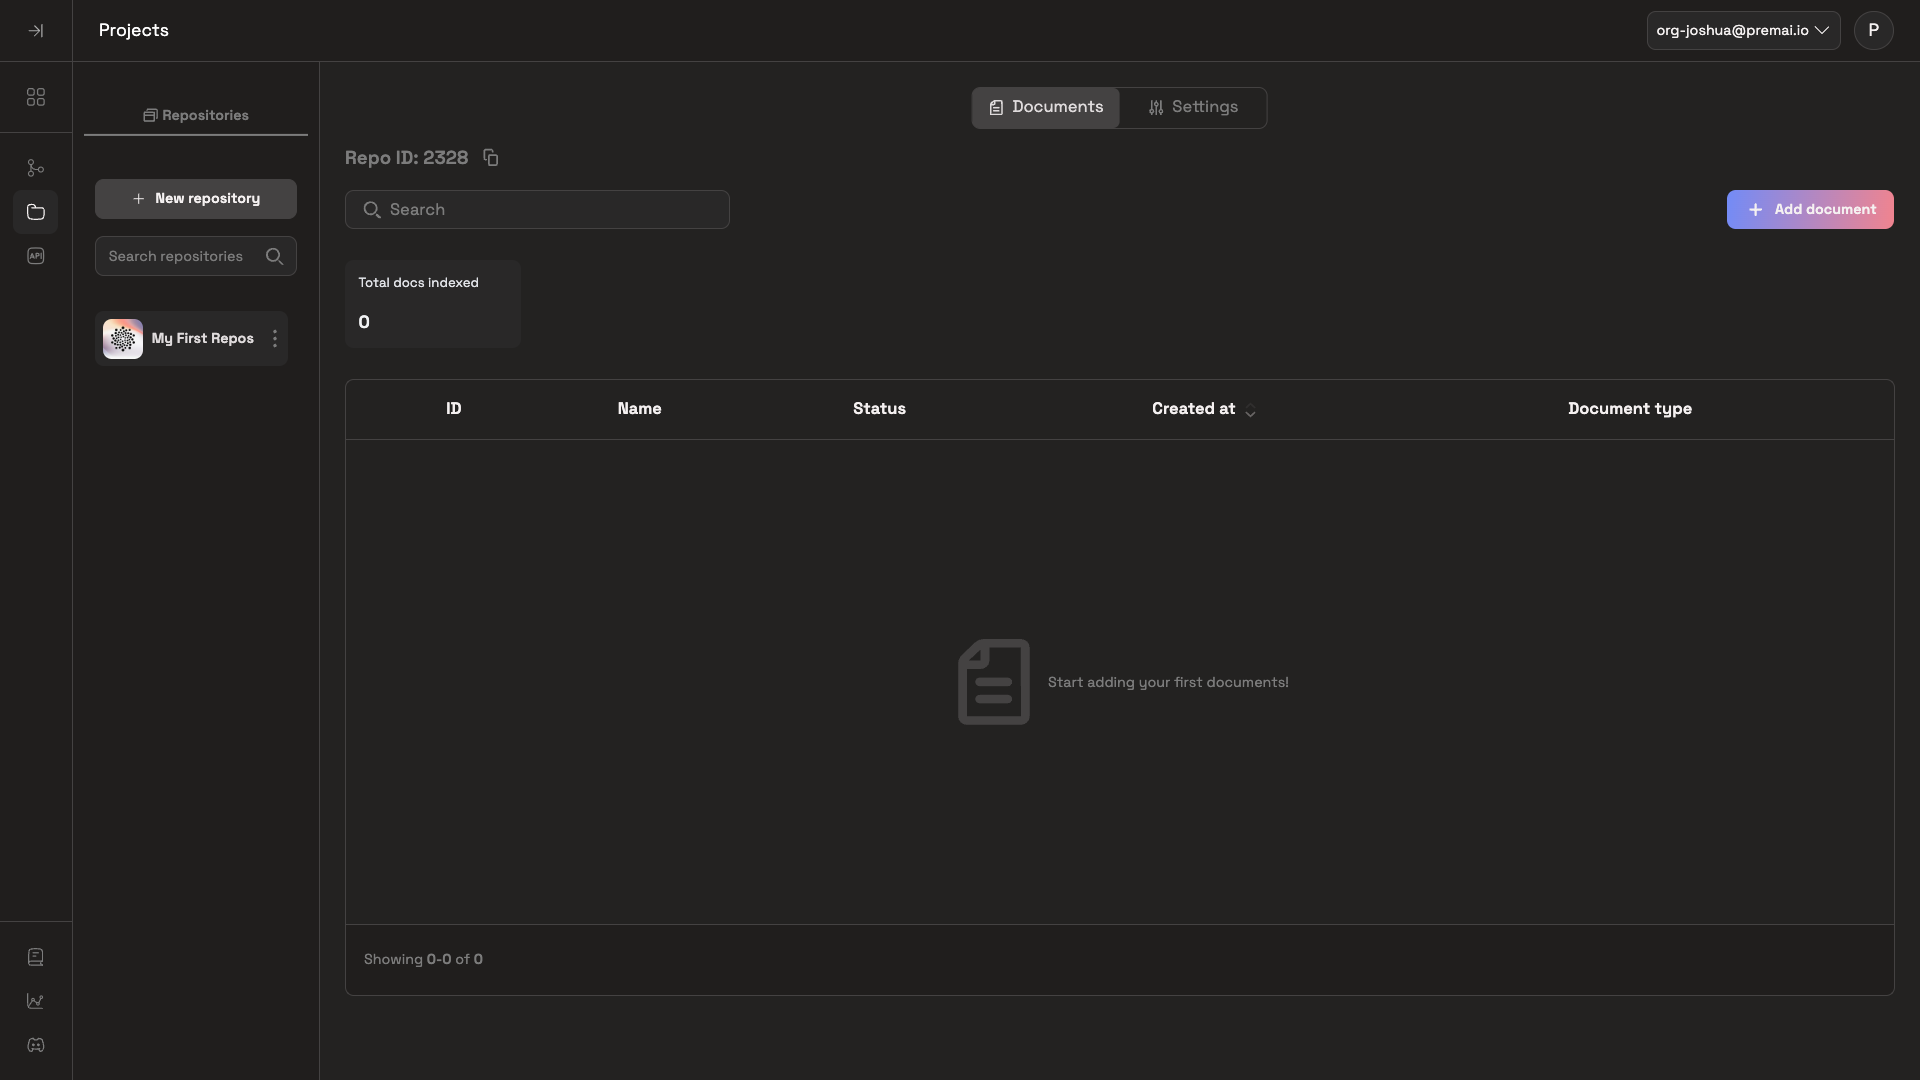 Projects
org-joshua@premai.io
P
Repositories
New repository
Search repositories
My First Repos
Documents
Settings
Repo ID: 2328
Search
Add document
Total docs indexed
0
ID
Name
Status
Created at
Document type
Start adding your first documents!
Showing 0-0 of 0
API